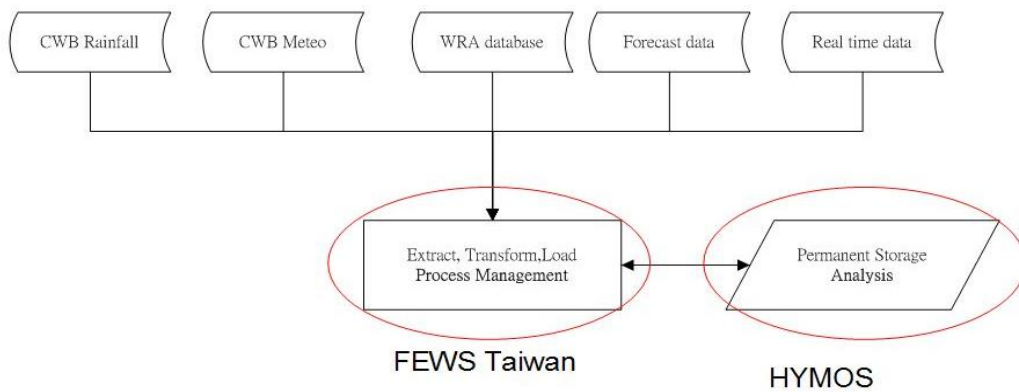 CWB Rainfall
CWB Meteo
WRA database
Forecast data
Real time data
Extract, Transform,Load
Process Management
Permanent Storage
Analysis
FEWS Taiwan
HYMOS